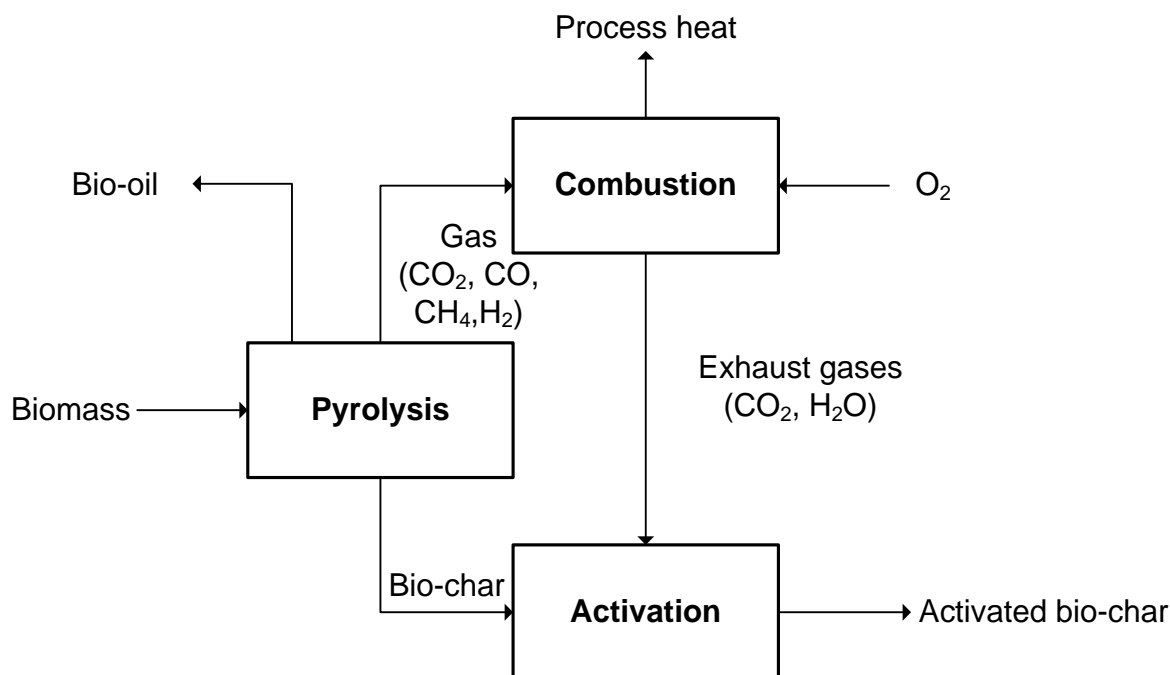 Process heat
Bio-oil
Combustion
O₂
Gas
(CO₂, CO,
CH₄,H₂)
Exhaust gases
(CO₂, H₂O)
Biomass
Pyrolysis
Bio-char
Activation
Activated bio-char